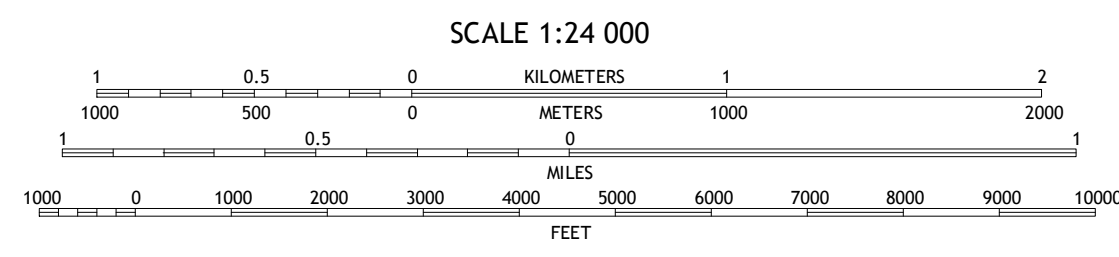 SCALE 1:24 000
1 0.5 0 KILOMETERS 1 2
1000 500 0 METERS 1000 2000
1 0.5 0 1
MILES
1000 0 1000 2000 3000 4000 5000 6000 7000 8000 9000 10000
FEET